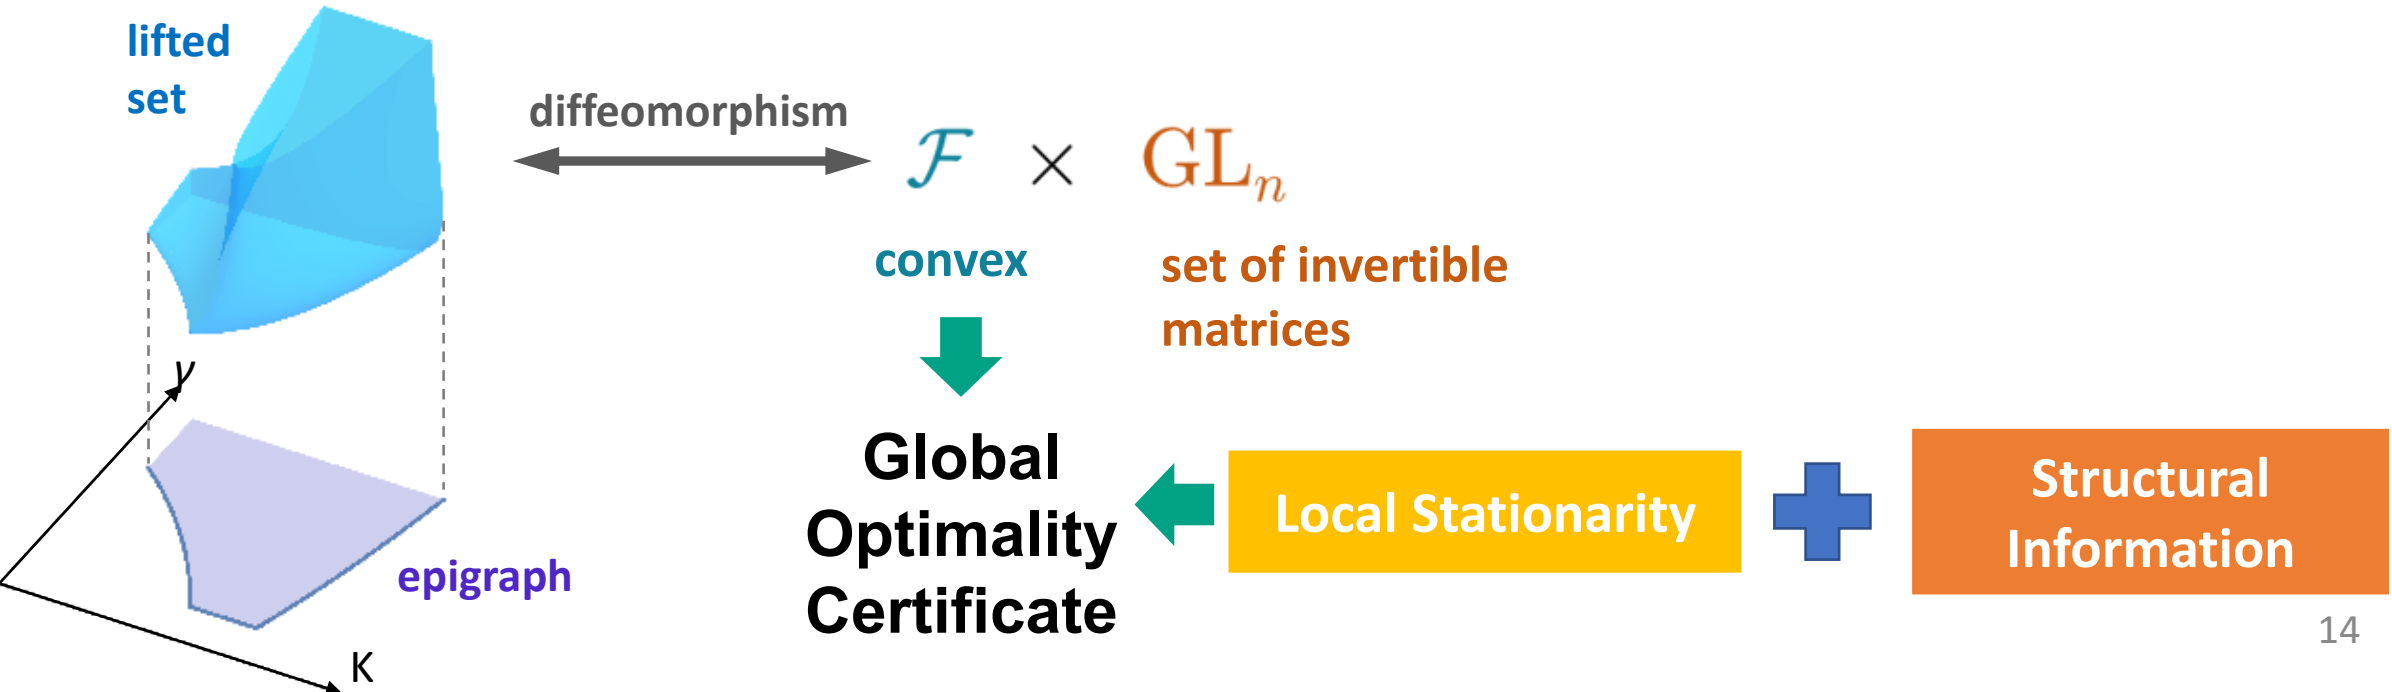 lifted
set
diffeomorphism
ℱ × GLₙ
convex
set of invertible
matrices
γ
epigraph
K
Global
Optimality
Certificate
Local Stationarity
Structural
Information
14